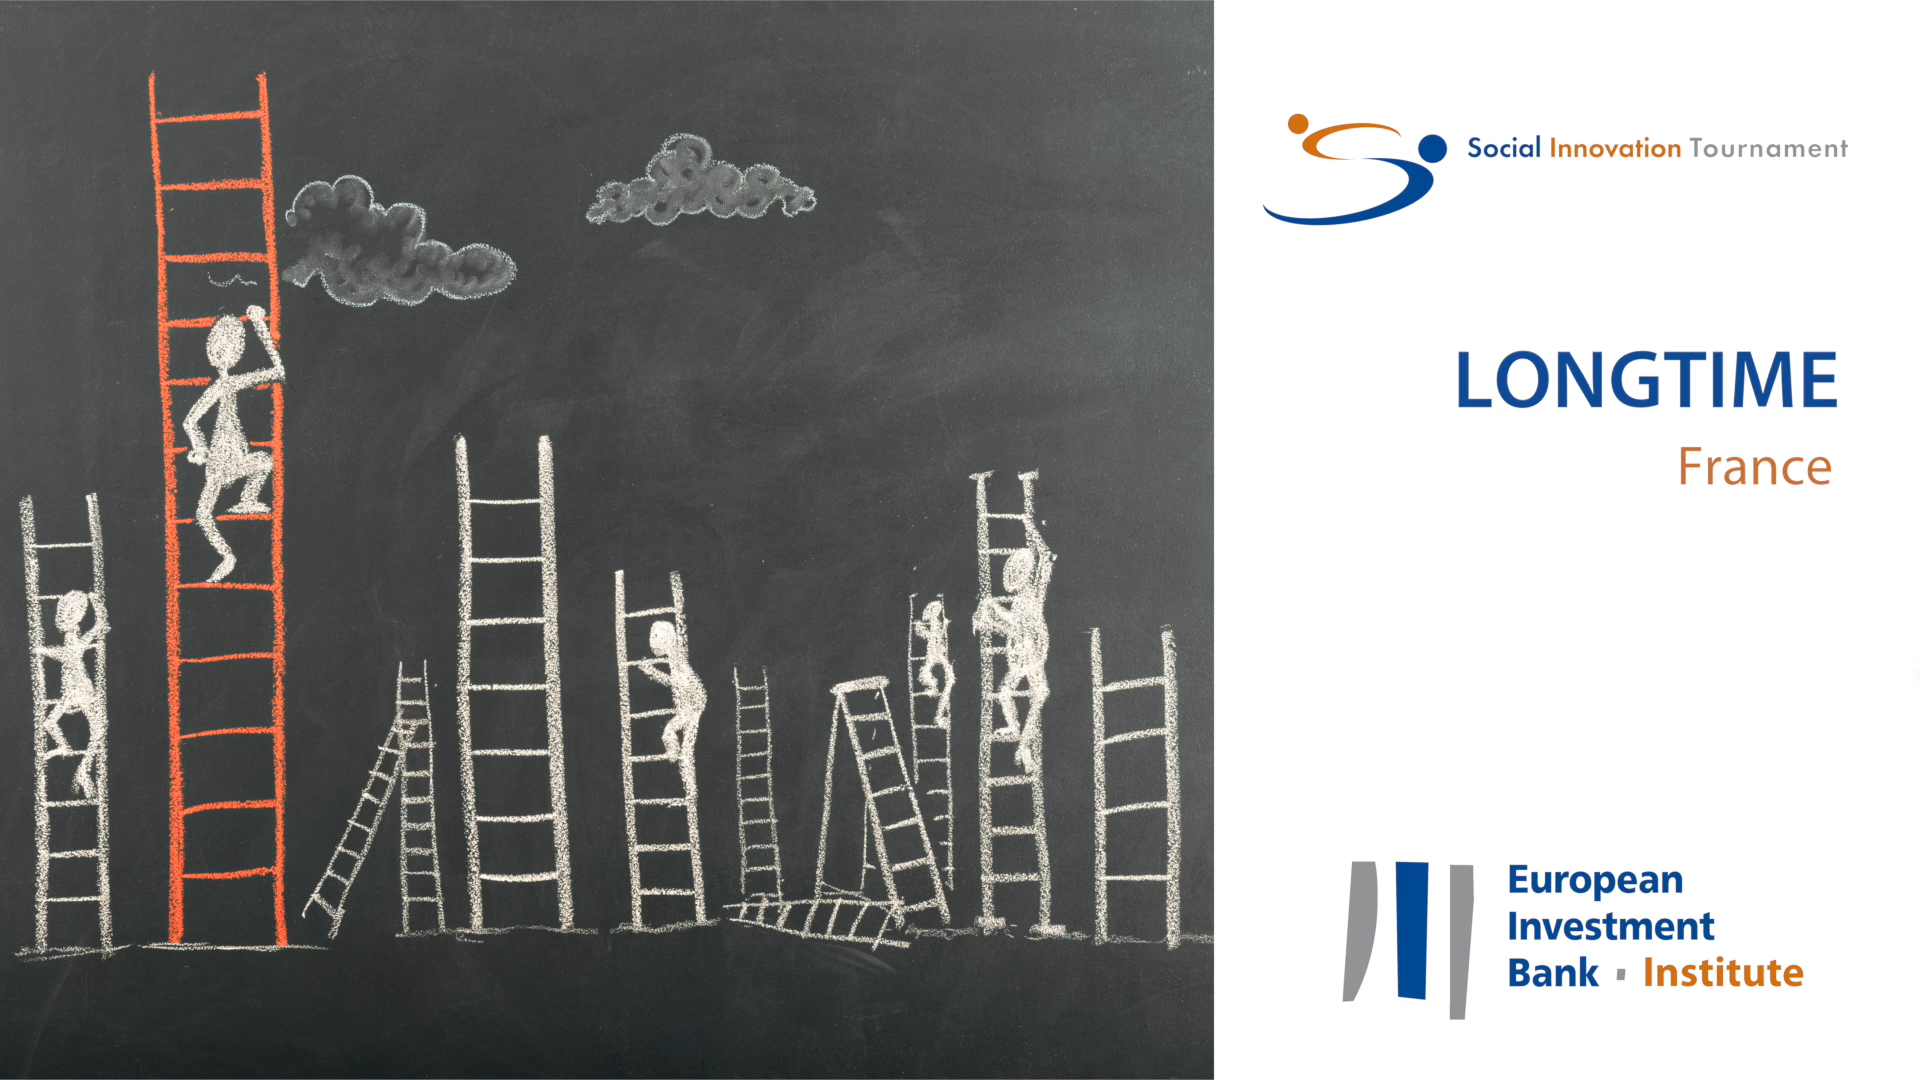 Social Innovation Tournament
LONGTIME
France
European
Investment
Bank · Institute